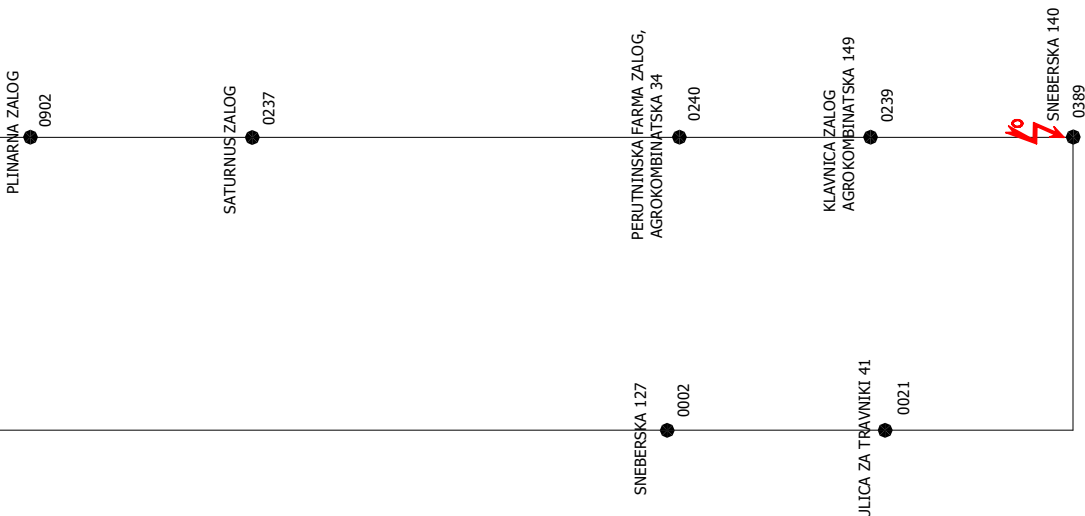 PLINARNA ZALOG
0902
SATURNUS ZALOG
0237
PERUTNINSKA FARMA ZALOG,
AGROKOMBINATSKA 34
0240
KLAVNICA ZALOG
AGROKOMBINATSKA 149
0239
SNEBERSKA 140
0389
SNEBERSKA 127
0002
ULICA ZA TRAVNIKI 41
0021